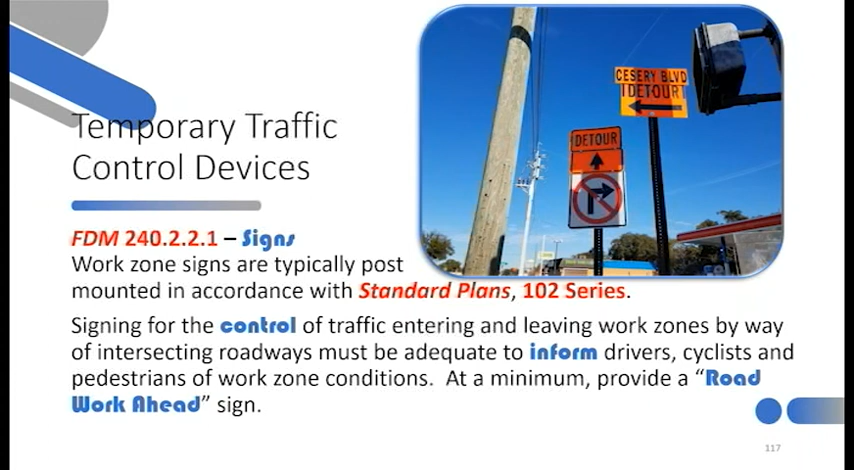 Temporary Traffic
Control Devices
CESERY BLVD
DETOUR
DETOUR
FDM 240.2.2.1 – Signs
Work zone signs are typically post
mounted in accordance with Standard Plans, 102 Series.
Signing for the control of traffic entering and leaving work zones by way
of intersecting roadways must be adequate to inform drivers, cyclists and
pedestrians of work zone conditions. At a minimum, provide a “Road
Work Ahead” sign.
117